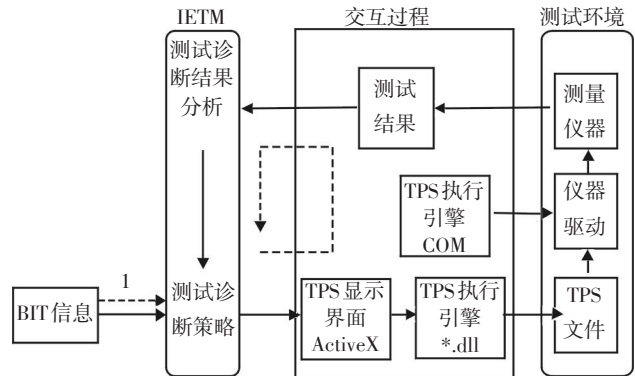 IETM
交互过程
测试环境
测试诊
断结果
分析
测试
结果
测量
仪器
TPS执行
引擎
COM
仪器
驱动
1
BIT信息
测试诊
断策略
TPS显示
界面
ActiveX
TPS执行
引擎
*.dll
TPS
文件